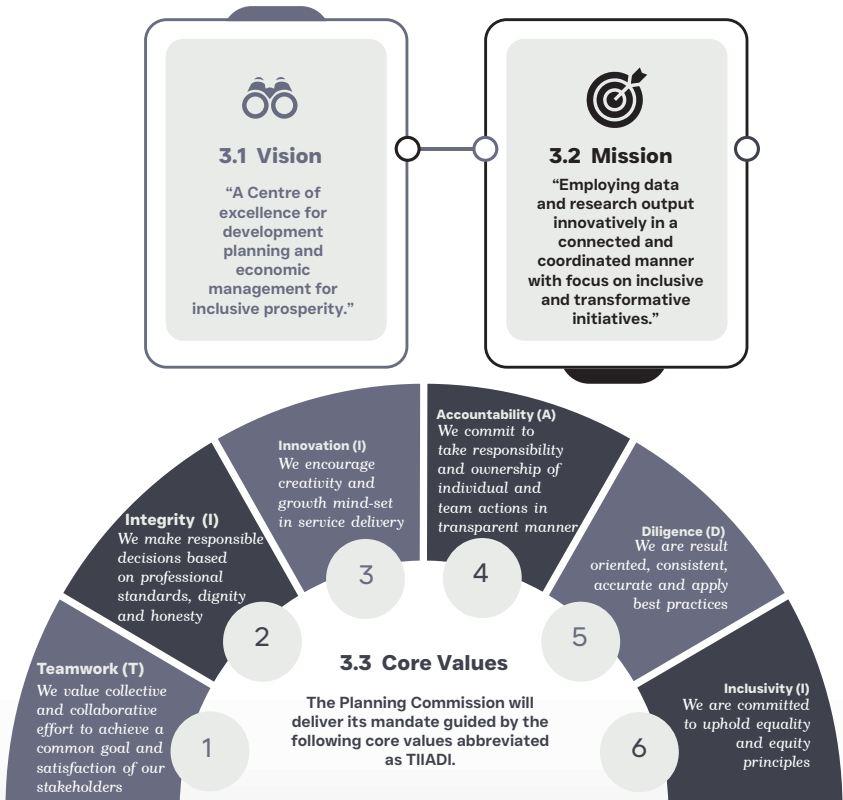 3.1 Vision
“A Centre of
excellence for
development
planning and
economic
management for
inclusive prosperity.”
3.2 Mission
“Employing data
and research output
innovatively in a
connected and
coordinated manner
with focus on inclusive
and transformative
initiatives.”
3.3 Core Values
The Planning Commission will
deliver its mandate guided by the
following core values abbreviated
as TIIADI.
Teamwork (T)
We value collective
and collaborative
effort to achieve a
common goal and
satisfaction of our
stakeholders
1
Integrity (I)
We make responsible
decisions based
on professional
standards, dignity
and honesty
2
Innovation (I)
We encourage
creativity and
growth mind-set
in service delivery
3
Accountability (A)
We commit to
take responsibility
and ownership of
individual and
team actions in
transparent manner
4
Diligence (D)
We are result
oriented, consistent,
accurate and apply
best practices
5
Inclusivity (I)
We are committed
to uphold equality
and equity
principles
6